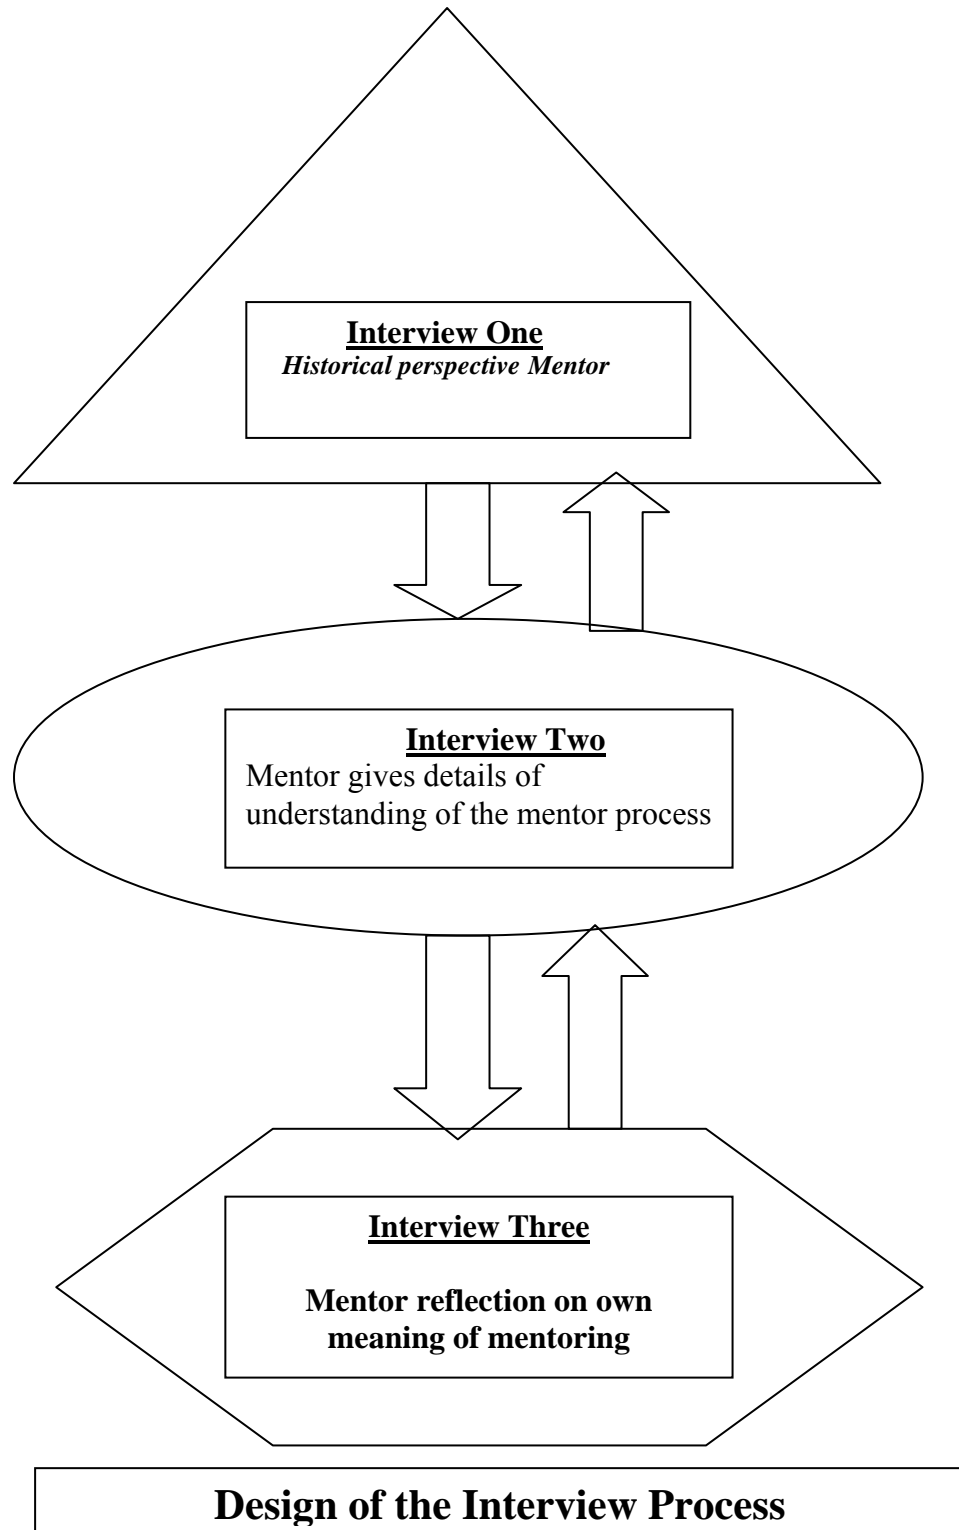 Interview One
Historical perspective Mentor
Interview Two
Mentor gives details of
understanding of the mentor process
Interview Three
Mentor reflection on own
meaning of mentoring
Design of the Interview Process